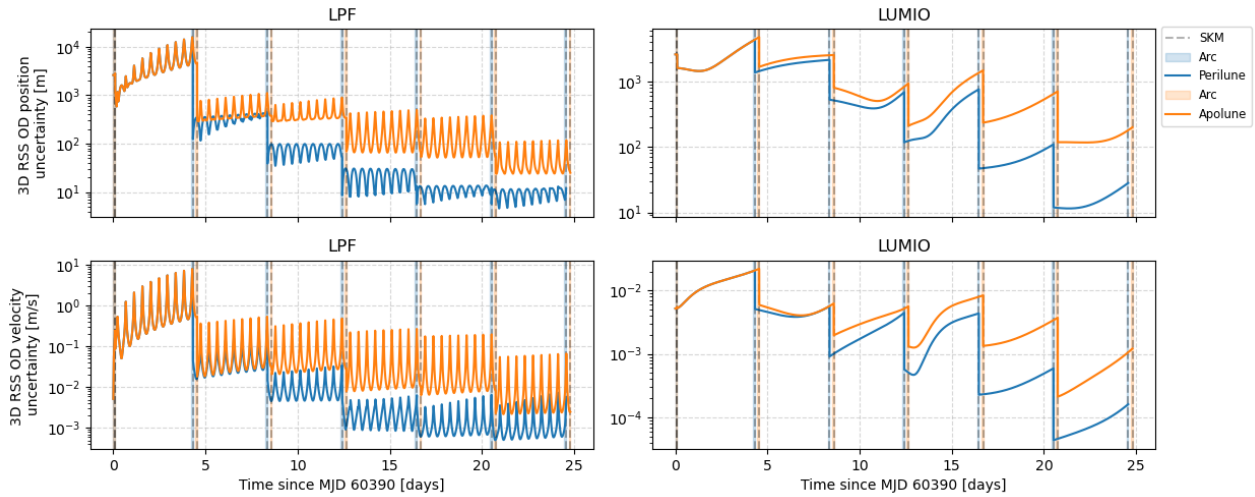 LPF
LUMIO
3D RSS OD position
uncertainty [m]
10⁴
10³
10²
10¹
10³
10²
10¹
SKM
Arc
Perilune
Arc
Apolune
LPF
LUMIO
3D RSS OD velocity
uncertainty [m/s]
10¹
10⁰
10⁻¹
10⁻²
10⁻³
10⁻²
10⁻³
10⁻⁴
0 5 10 15 20 25
0 5 10 15 20 25
Time since MJD 60390 [days]
Time since MJD 60390 [days]